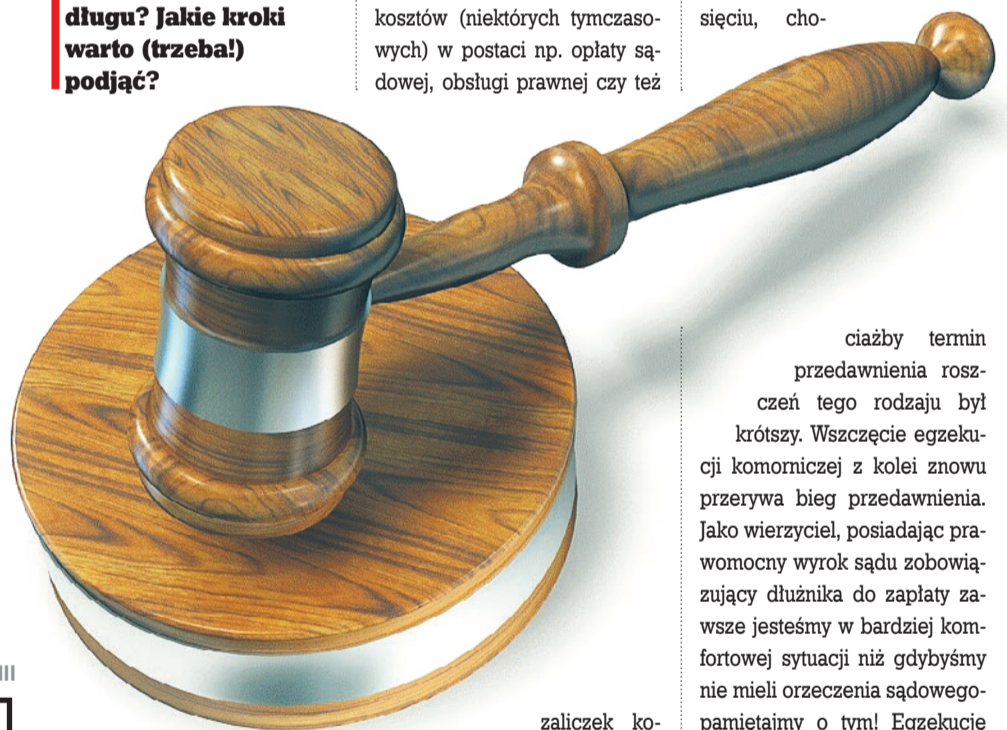 długu? Jakie kroki
warto (trzeba!)
podjąć?
kosztów (niektórych tymczaso-
wych) w postaci np. opłaty są-
dowej, obsługi prawnej czy też
zaliczek ko-
sięciu, cho-
ciażby termin
przedawnienia rosz-
czeń tego rodzaju był
krótszy. Wszczęcie egzeku-
cji komorniczej z kolei znowu
przerywa bieg przedawnienia.
Jako wierzyciel, posiadając pra-
womocny wyrok sądu zobowią-
zujący dłużnika do zapłaty za-
wsze jesteśmy w bardziej kom-
fortowej sytuacji niż gdybyśmy
nie mieli orzeczenia sądowego-
pamiętajmy o tym! Egzekucję